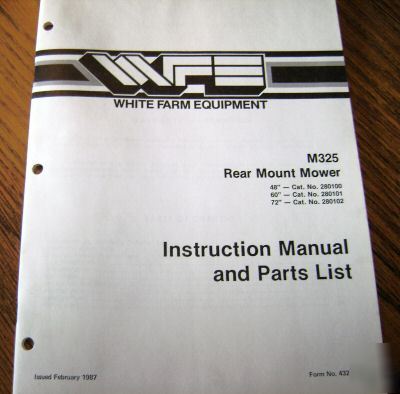 WFE
WHITE FARM EQUIPMENT
M325
Rear Mount Mower
48" — Cat. No. 280100
60" — Cat. No. 280101
72" — Cat. No. 280102
Instruction Manual
and Parts List
Issued February 1987
Form No. 432